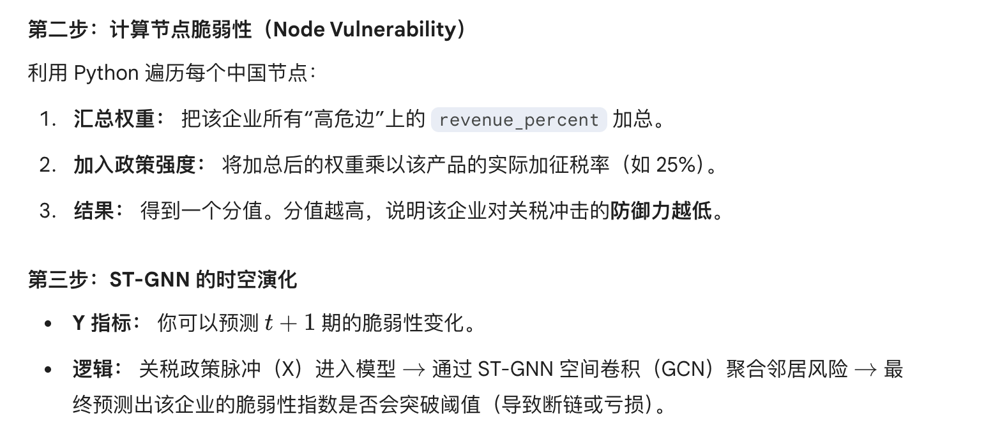 第二步：计算节点脆弱性（Node Vulnerability）
利用 Python 遍历每个中国节点：
1. 汇总权重： 把该企业所有“高危边”上的 revenue_percent 加总。
2. 加入政策强度： 将加总后的权重乘以该产品的实际加征税率（如 25%）。
3. 结果： 得到一个分值。分值越高，说明该企业对关税冲击的防御力越低。
第三步：ST-GNN 的时空演化
• Y 指标： 你可以预测 t + 1 期的脆弱性变化。
• 逻辑： 关税政策脉冲（X）进入模型 → 通过 ST-GNN 空间卷积（GCN）聚合邻居风险 → 最
终预测出该企业的脆弱性指数是否会突破阈值（导致断链或亏损）。